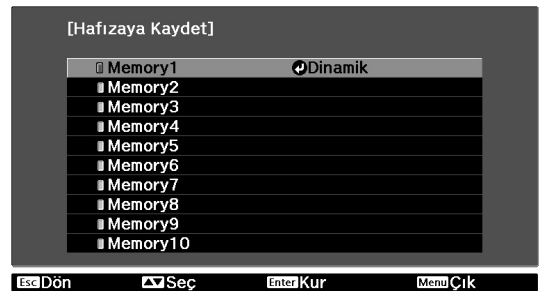 [Hafızaya Kaydet]
Memory1 Dinamik
Memory2
Memory3
Memory4
Memory5
Memory6
Memory7
Memory8
Memory9
Memory10
Esc Dön Seç Enter Kur Menu Çık